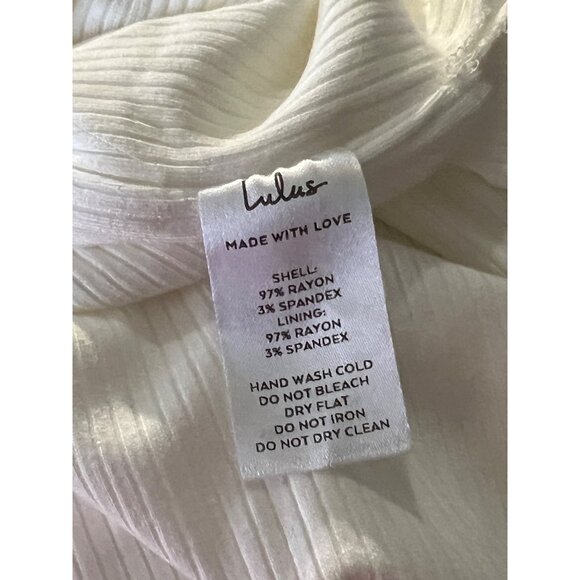 Lulus
MADE WITH LOVE
SHELL:
97% RAYON
3% SPANDEX
LINING:
97% RAYON
3% SPANDEX
HAND WASH COLD
DO NOT BLEACH
DRY FLAT
DO NOT IRON
DO NOT DRY CLEAN